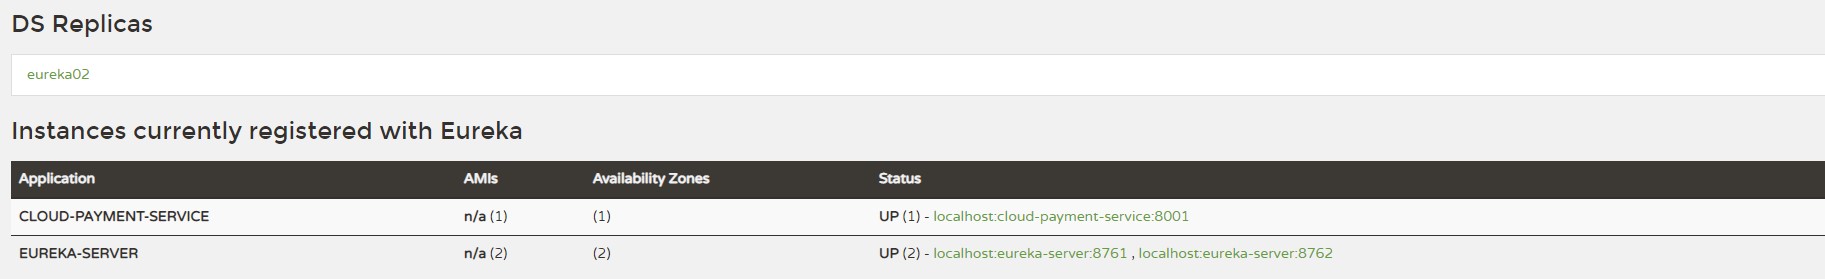 DS Replicas
eureka02
Instances currently registered with Eureka
Application AMIs Availability Zones Status
CLOUD-PAYMENT-SERVICE n/a (1) (1) UP (1) - localhost:cloud-payment-service:8001
EUREKA-SERVER n/a (2) (2) UP (2) - localhost:eureka-server:8761 , localhost:eureka-server:8762